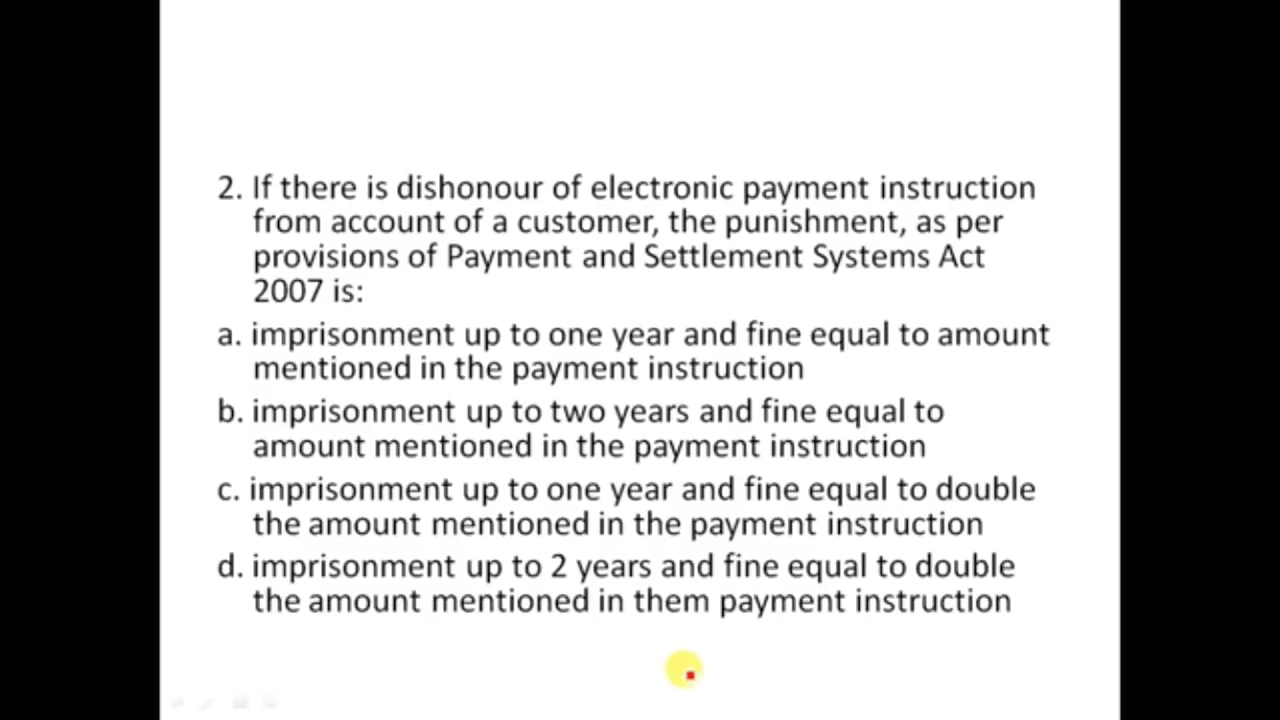 2. If there is dishonour of electronic payment instruction
from account of a customer, the punishment, as per
provisions of Payment and Settlement Systems Act
2007 is:
a. imprisonment up to one year and fine equal to amount
mentioned in the payment instruction
b. imprisonment up to two years and fine equal to
amount mentioned in the payment instruction
c. imprisonment up to one year and fine equal to double
the amount mentioned in the payment instruction
d. imprisonment up to 2 years and fine equal to double
the amount mentioned in them payment instruction